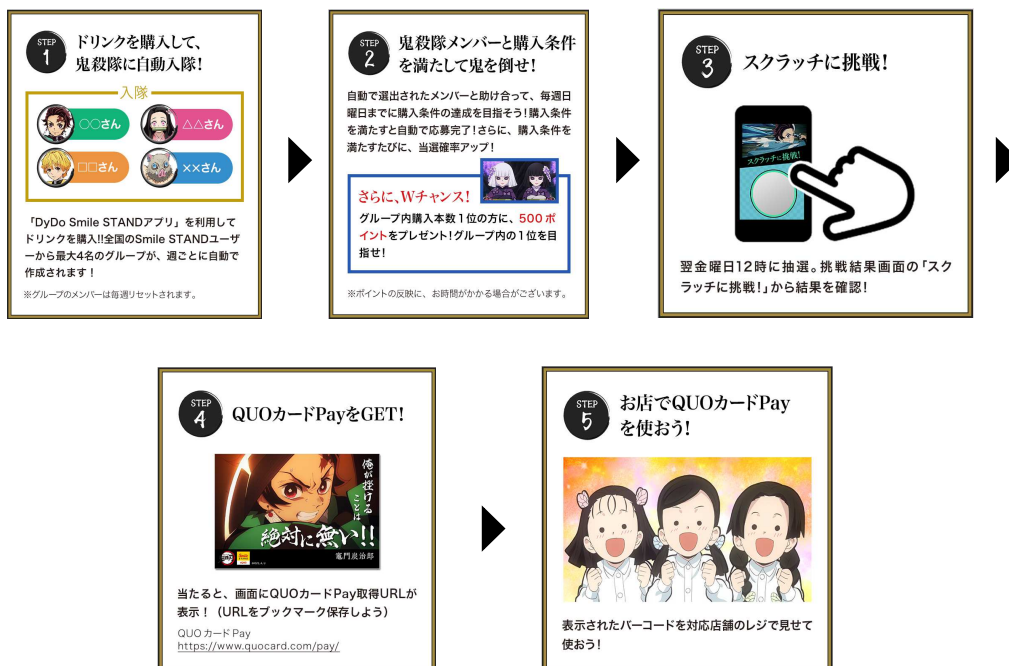 STEP
1
ドリンクを購入して、
鬼殺隊に自動入隊!
入隊
○○さん
△△さん
□□さん
××さん
「DyDo Smile STANDアプリ」を利用して
ドリンクを購入!!全国のSmile STANDユーザ
ーから最大4名のグループが、週ごとに自動で
作成されます！
※グループのメンバーは毎週リセットされます。
STEP
2
鬼殺隊メンバーと購入条件
を満たして鬼を倒せ!
自動で選出されたメンバーと助け合って、毎週日
曜日までに購入条件の達成を目指そう!購入条件
を満たすと自動で応募完了!さらに、購入条件を
満たすたびに、当選確率アップ！
さらに、Wチャンス!
グループ内購入本数1位の方に、500ポ
イントをプレゼント!グループ内の1位を目
指せ!
※ポイントの反映に、お時間がかかる場合がございます。
STEP
3
スクラッチに挑戦!
スクラッチに挑戦!
翌金曜日12時に抽選。挑戦結果画面の「スク
ラッチに挑戦!」から結果を確認!
STEP
4
QUOカードPayをGET!
俺が挫ける
ことは
絶対に無い!!
竈門炭治郎
当たると、画面にQUOカードPay取得URLが
表示！（URLをブックマーク保存しよう）
QUOカードPay
https://www.quocard.com/pay/
STEP
5
お店でQUOカードPay
を使おう!
表示されたバーコードを対応店舗のレジで見せて
使おう!